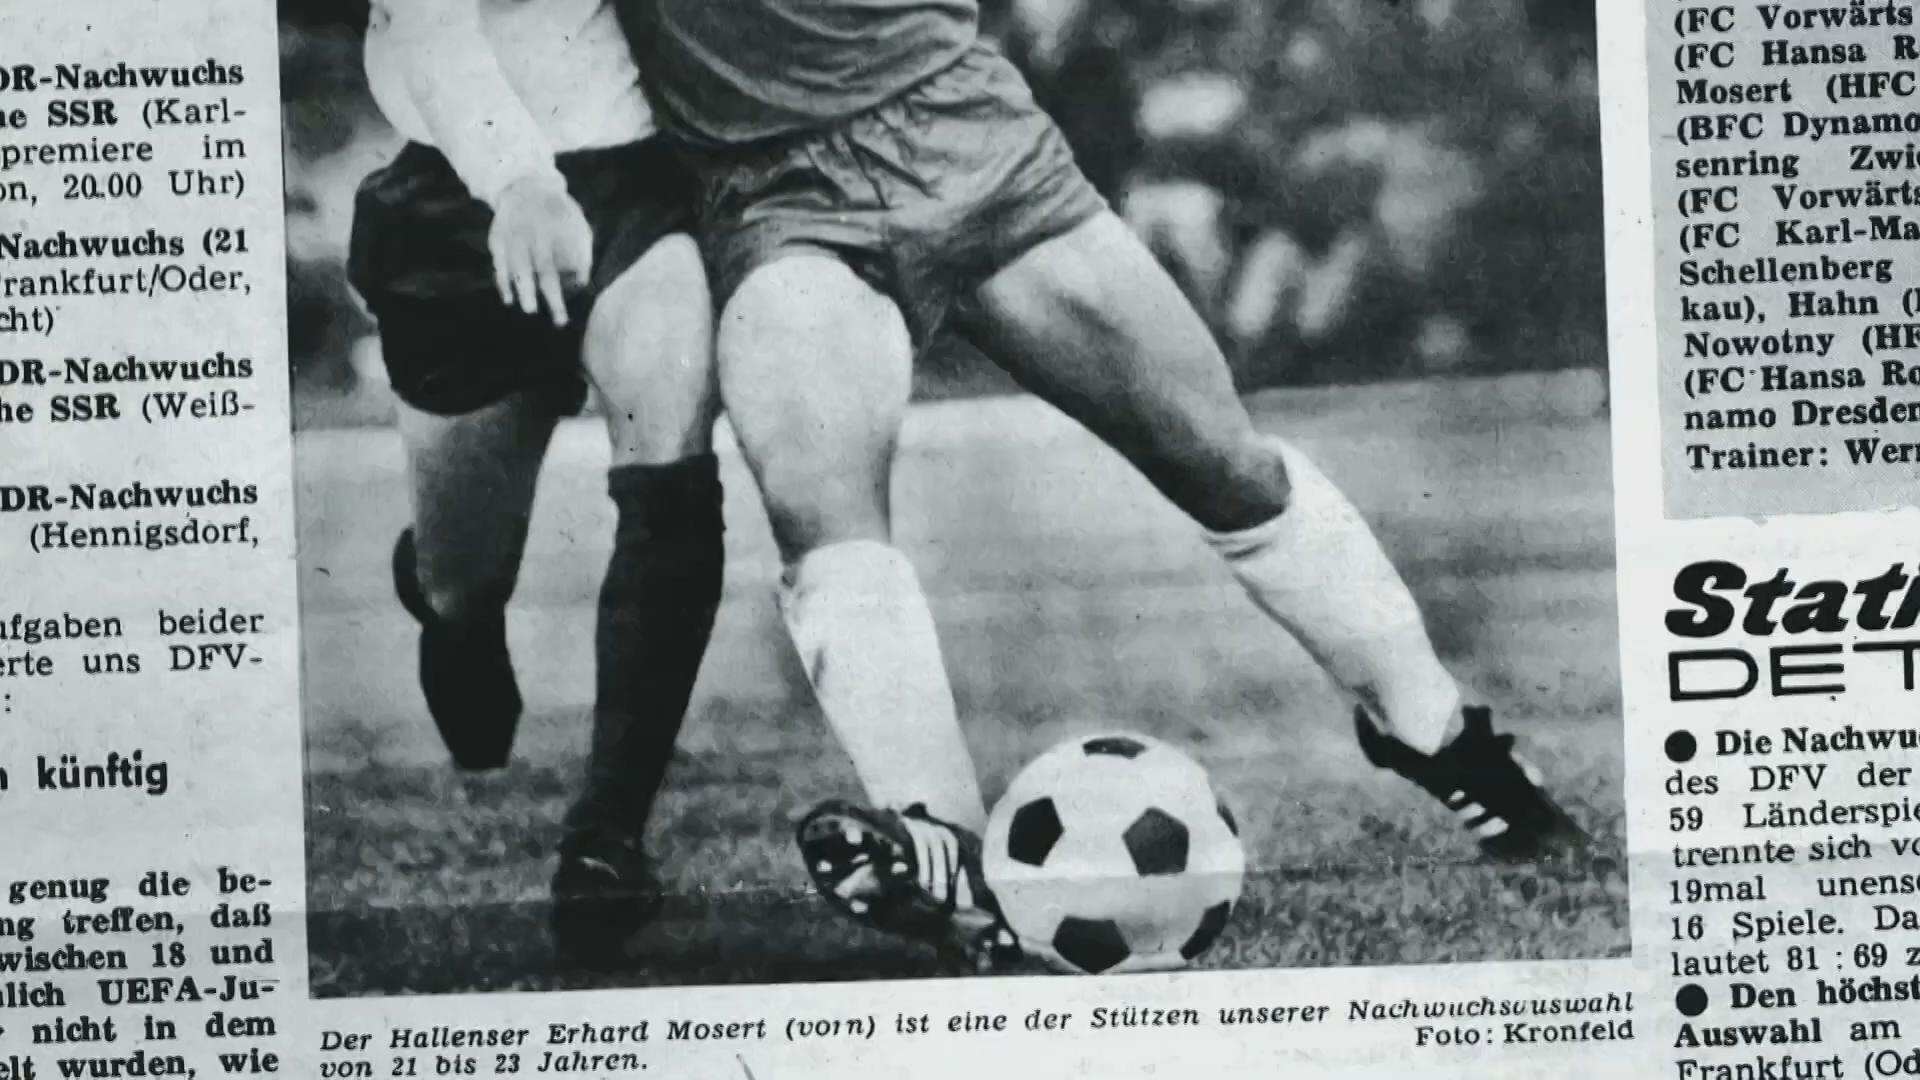 DR-Nachwuchs
he SSR (Karl-
premiere im
on, 20.00 Uhr)
Nachwuchs (21
rankfurt/Oder,
cht)
DR-Nachwuchs
he SSR (Weiß-
DR-Nachwuchs
(Hennigsdorf,
ufgaben beider
erte uns DFV-
:
künftig
genug die be-
ng treffen, daß
wischen 18 und
lich UEFA-Ju-
nicht in dem
elt wurden, wie
Der Hallenser Erhard Mosert (vorn) ist eine der Stützen unserer Nachwuchsauswahl
von 21 bis 23 Jahren.
Foto: Kronfeld
(FC Vorwärts
(FC Hansa R
Mosert (HFC
(BFC Dynamo
senring Zwi
(FC Vorwärts
(FC Karl-Ma
Schellenberg
kau), Hahn (
Nowotny (HF
(FC Hansa Ro
namo Dresden
Trainer: Wern
Stati
DET
● Die Nachwu
des DFV der
59 Länderspie
trennte sich vo
19mal unens
16 Spiele. Da
lautet 81 : 69 z
● Den höchst
Auswahl am
Frankfurt (Od